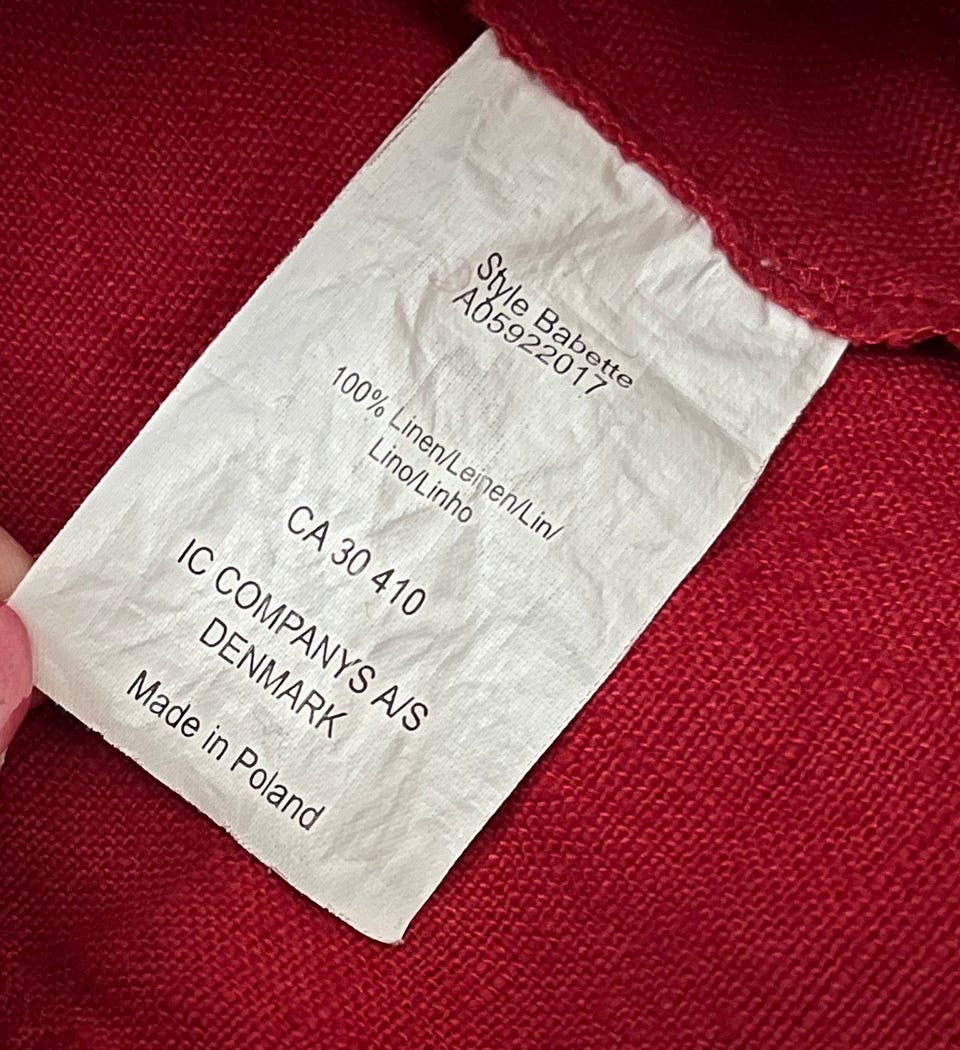 Style Babette
A05922017
100% Linen/Leinen/Lin/
Lino/Linho
CA 30 410
IC COMPANYS A/S
DENMARK
Made in Poland